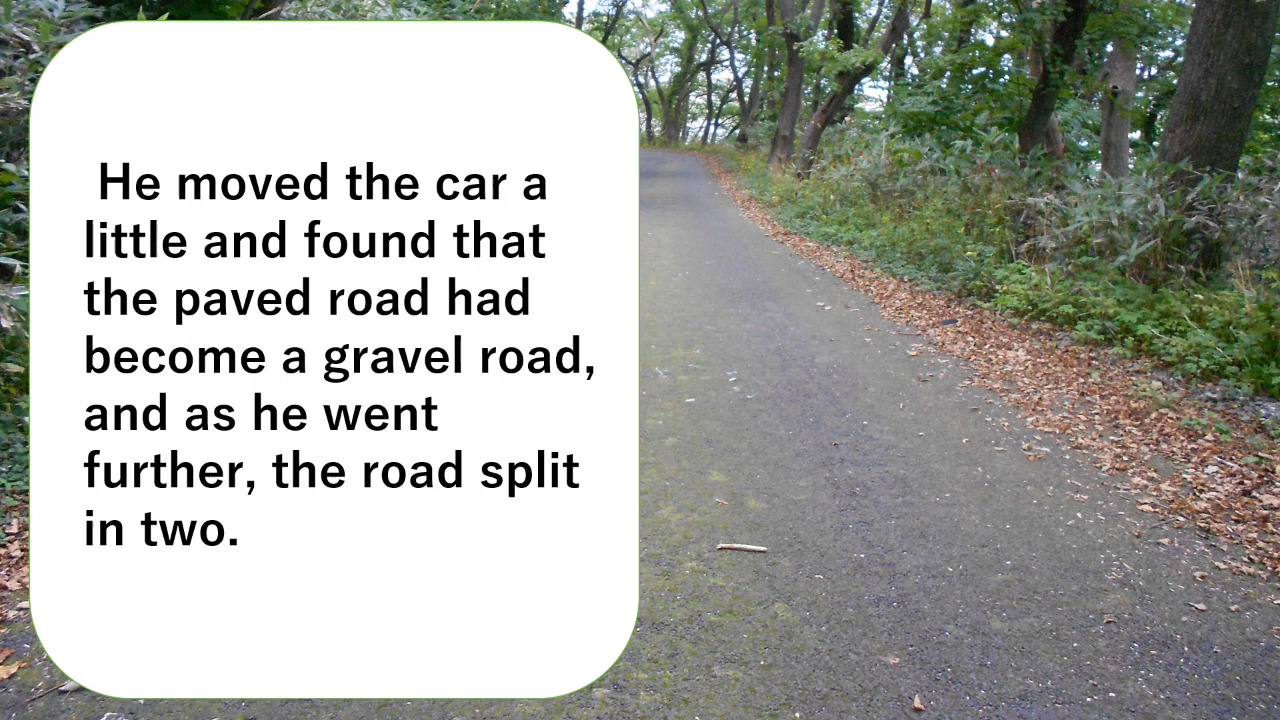 He moved the car a
little and found that
the paved road had
become a gravel road,
and as he went
further, the road split
in two.